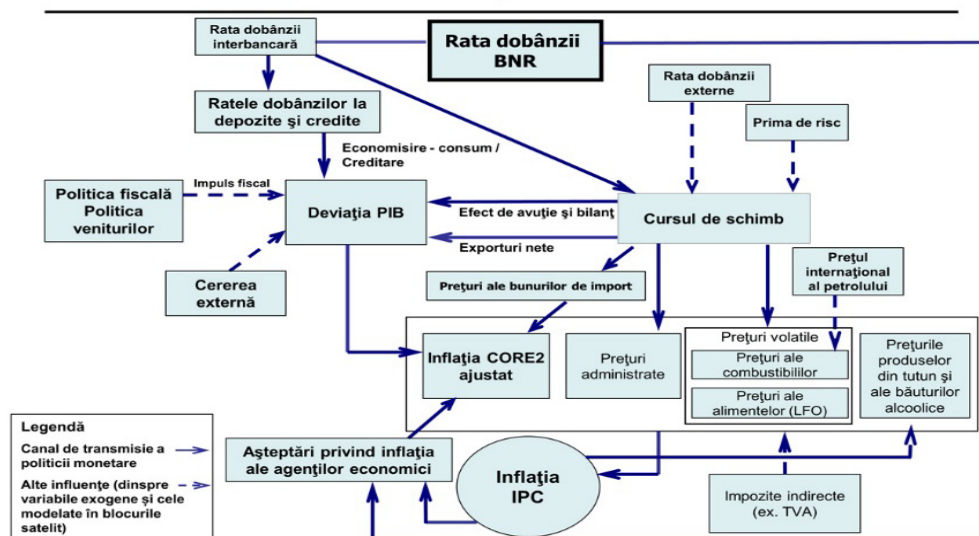 Rata dobânzii
interbancară
Rata dobânzii
BNR
Rata dobânzii
externe
Prima de risc
Ratele dobânzilor la
depozite şi credite
Economisire - consum /
Creditare
Politica fiscală
Politica
veniturilor
Impuls fiscal
Deviaţia PIB
Efect de avuţie şi bilanţ
Exporturi nete
Cursul de schimb
Cererea
externă
Preţuri ale bunurilor de import
Preţul
internaţional
al petrolului
Inflaţia CORE2
ajustat
Preţuri
administrate
Preţuri volatile
Preţuri ale
combustibililor
Preţuri ale
alimentelor (LFO)
Preţurile
produselor
din tutun şi
ale băuturilor
alcoolice
Legendă
Canal de transmisie a
politicii monetare
Alte influenţe (dinspre
variabile exogene şi cele
modelate în blocurile
satelit)
Aşteptări privind inflaţia
ale agenţilor economici
Inflaţia
IPC
Impozite indirecte
(ex. TVA)